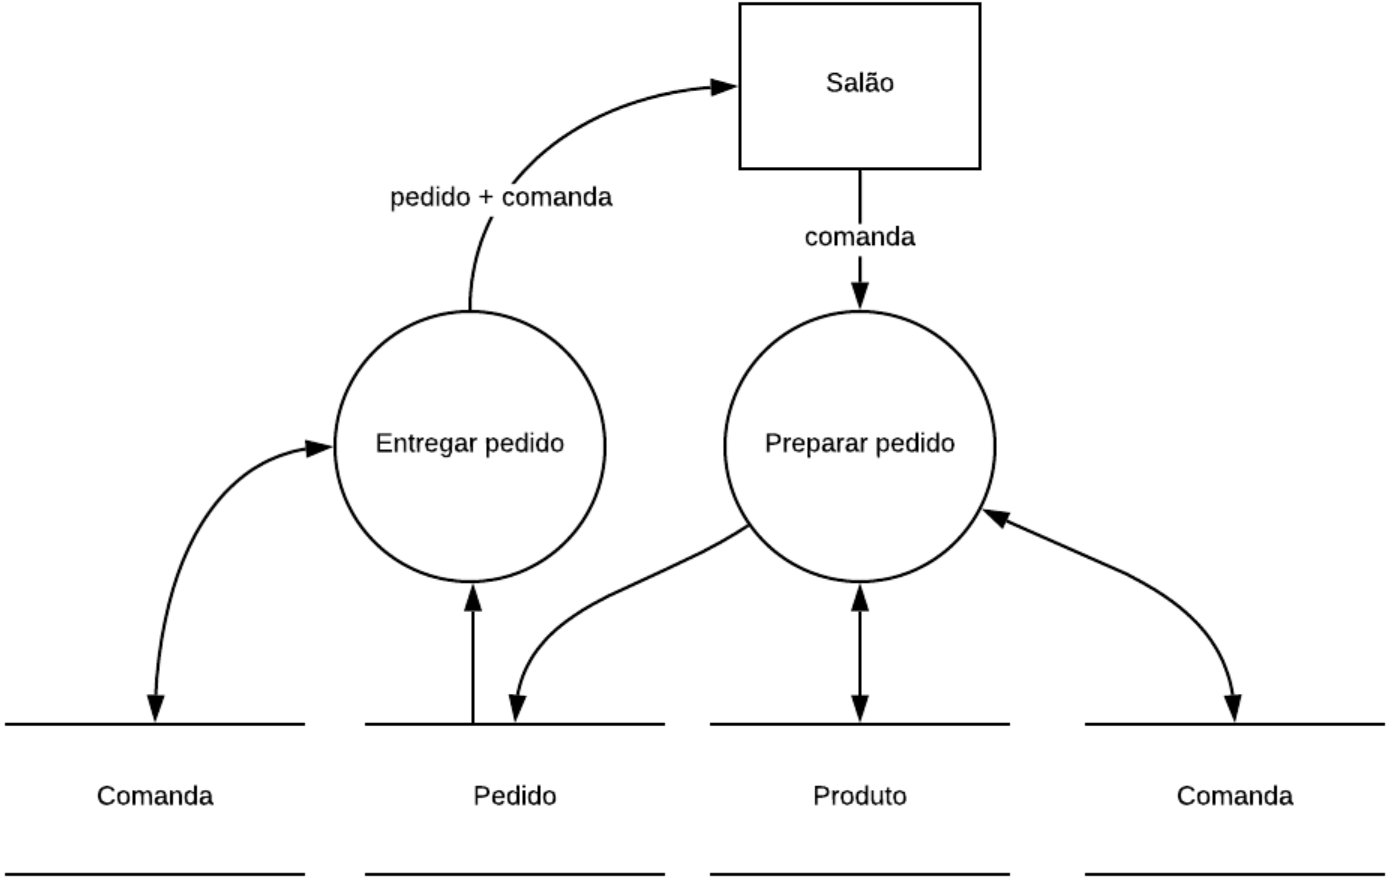 Salão
pedido + comanda
comanda
Entregar pedido
Preparar pedido
Comanda
Pedido
Produto
Comanda